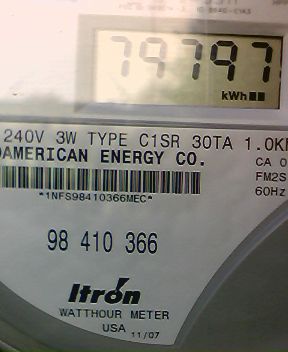 79797
kWh
240V 3W TYPE C1SR 30TA 1.0K
AMERICAN ENERGY CO.
CA 0
FM2S
*1NFS98410366MEC*
60Hz
98 410 366
Itron
WATTHOUR METER
USA 11/07